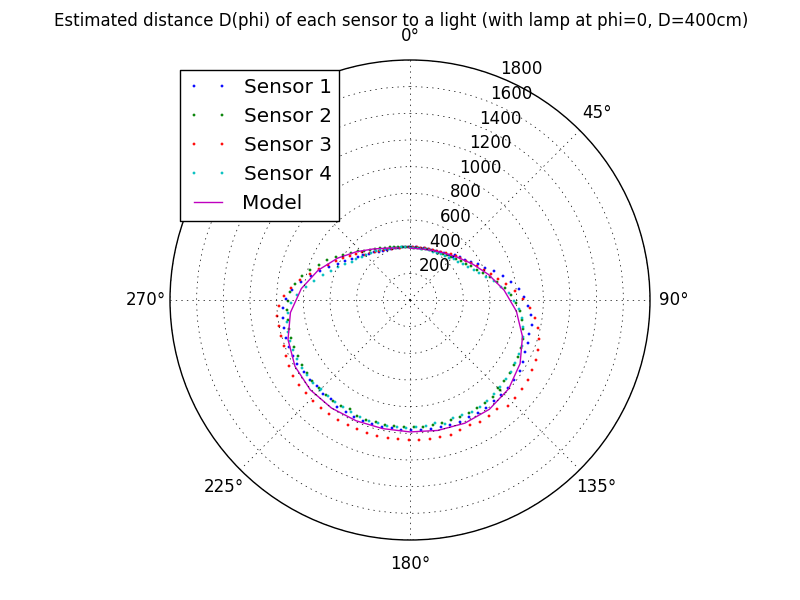 Estimated distance D(phi) of each sensor to a light (with lamp at phi=0, D=400cm)
0°
45°
90°
135°
180°
225°
270°
1800
1600
1400
1200
1000
800
600
400
200
Sensor 1
Sensor 2
Sensor 3
Sensor 4
Model